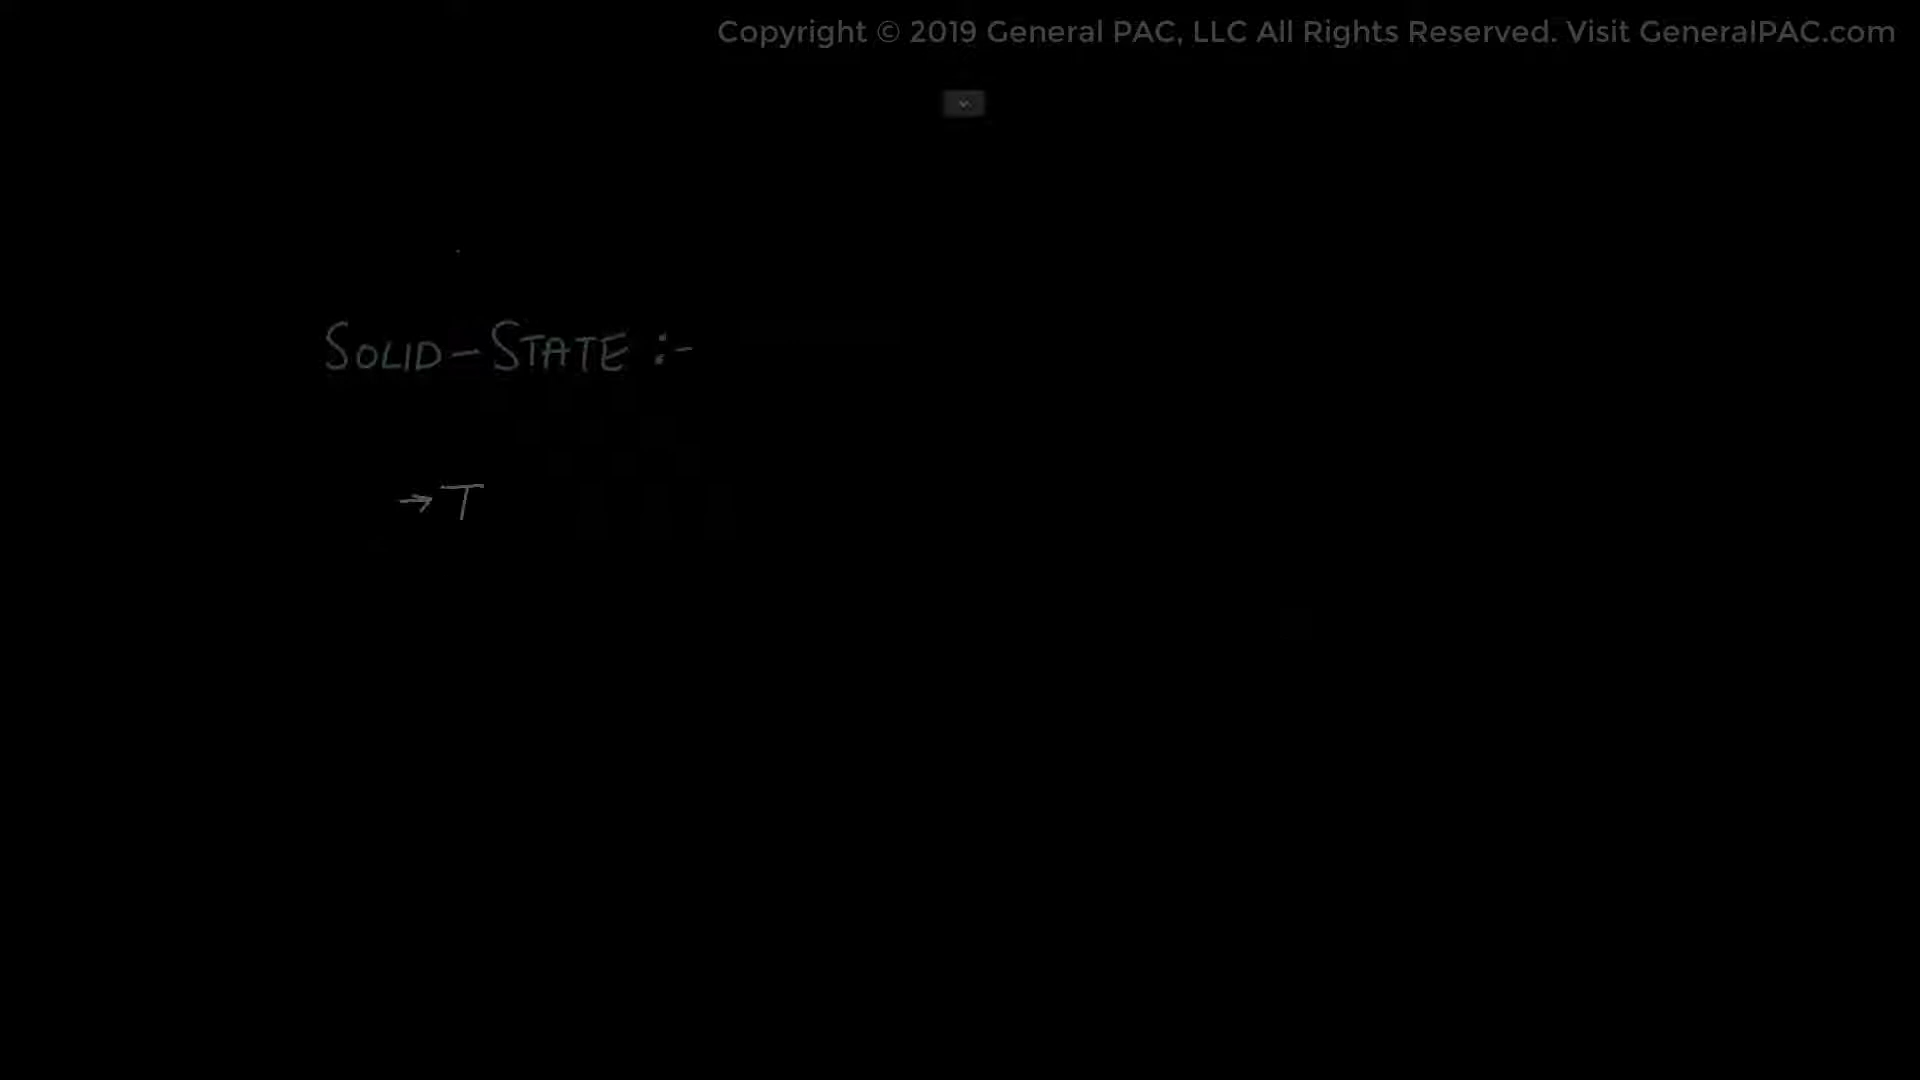 Copyright © 2019 General PAC, LLC All Rights Reserved. Visit GeneralPAC.com
SOLID-STATE :-
→ T